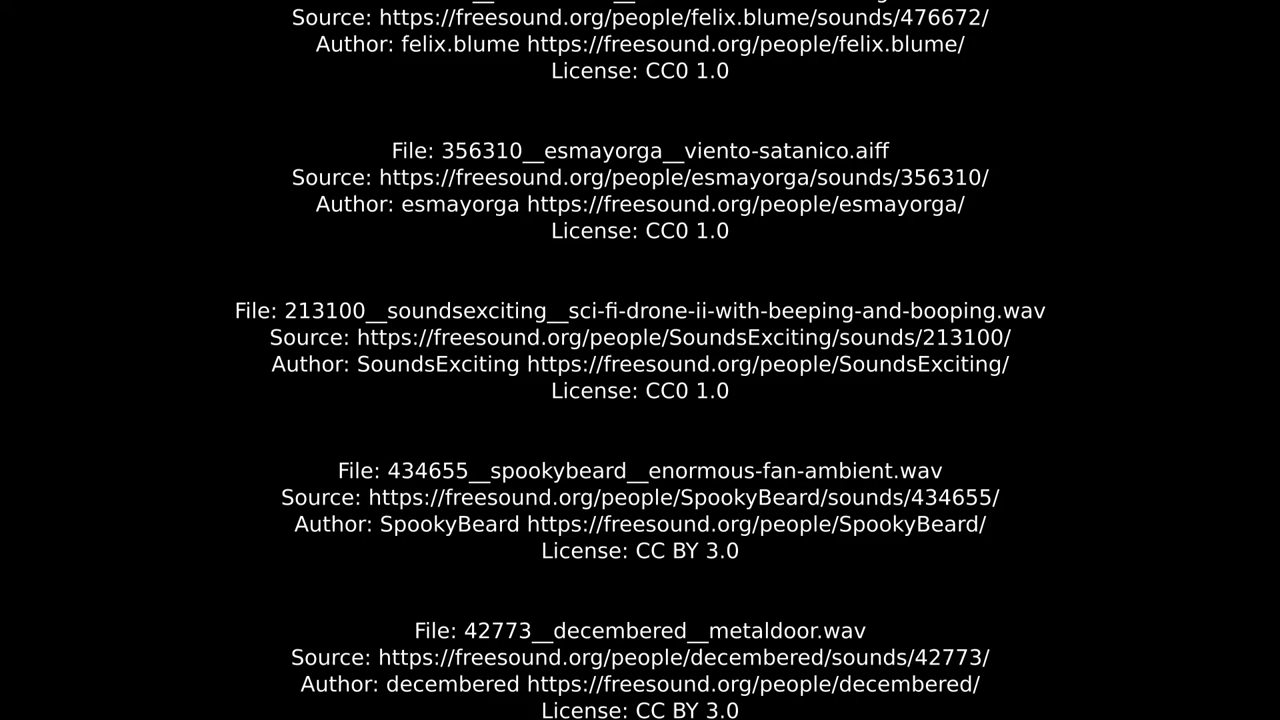 Source: https://freesound.org/people/felix.blume/sounds/476672/
Author: felix.blume https://freesound.org/people/felix.blume/
License: CC0 1.0
File: 356310__esmayorga__viento-satanico.aiff
Source: https://freesound.org/people/esmayorga/sounds/356310/
Author: esmayorga https://freesound.org/people/esmayorga/
License: CC0 1.0
File: 213100__soundsexciting__sci-fi-drone-ii-with-beeping-and-booping.wav
Source: https://freesound.org/people/SoundsExciting/sounds/213100/
Author: SoundsExciting https://freesound.org/people/SoundsExciting/
License: CC0 1.0
File: 434655__spookybeard__enormous-fan-ambient.wav
Source: https://freesound.org/people/SpookyBeard/sounds/434655/
Author: SpookyBeard https://freesound.org/people/SpookyBeard/
License: CC BY 3.0
File: 42773__decembered__metaldoor.wav
Source: https://freesound.org/people/decembered/sounds/42773/
Author: decembered https://freesound.org/people/decembered/
License: CC BY 3.0